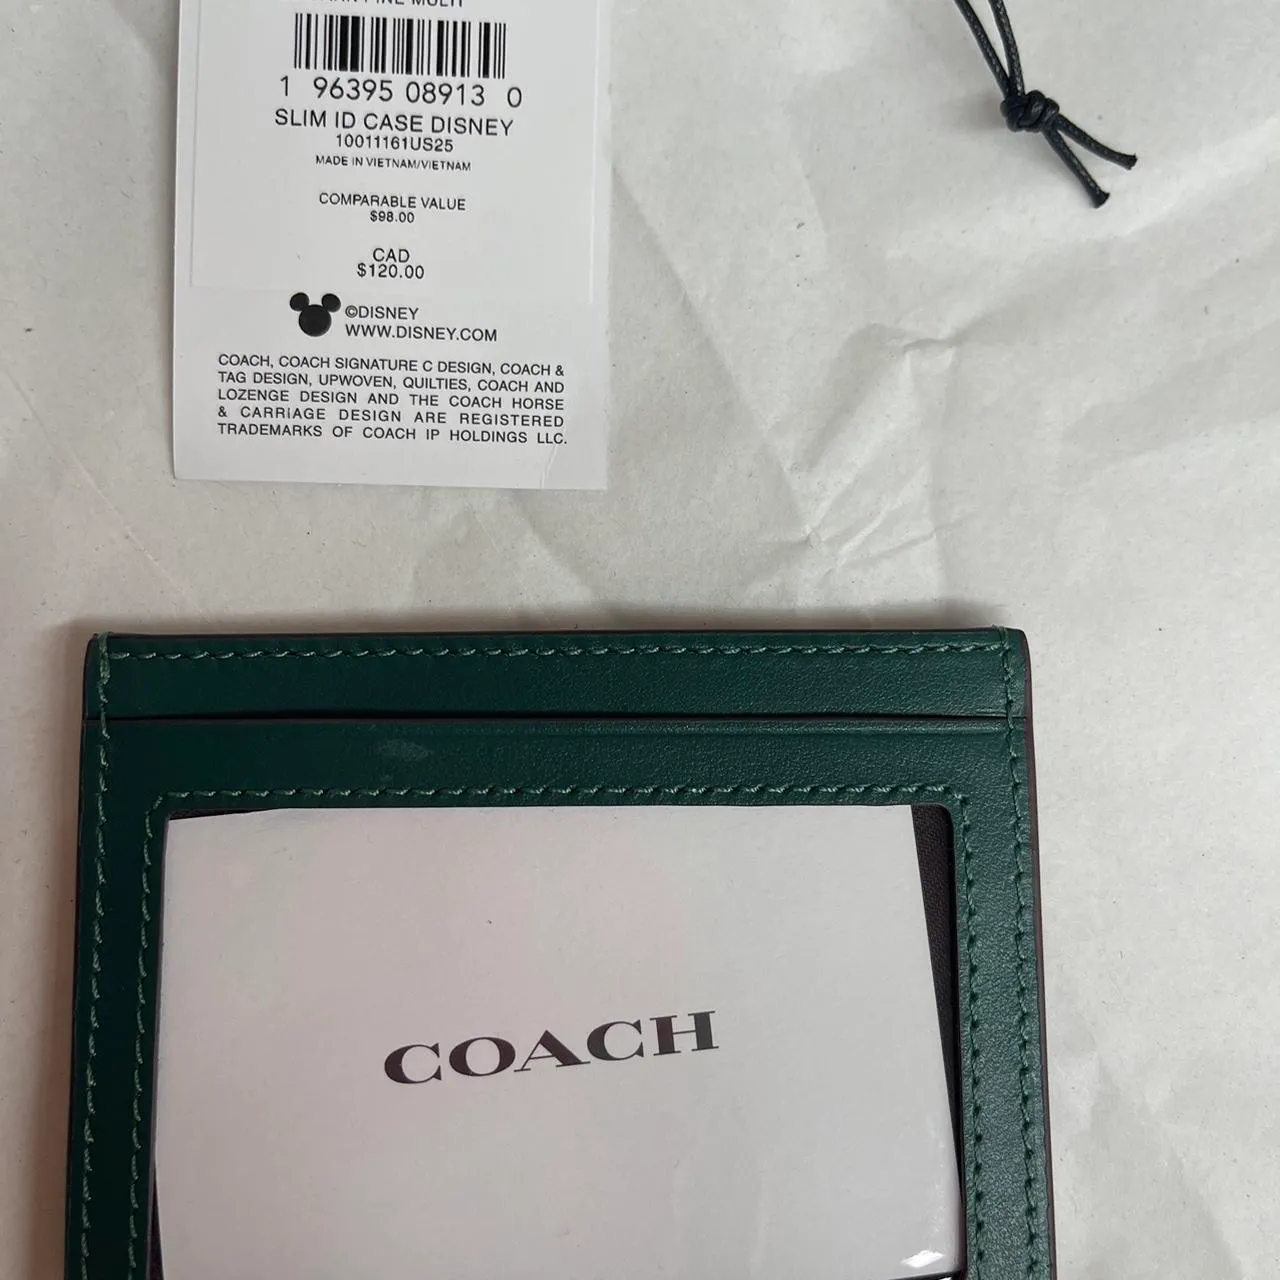 PINE MULTI
1 96395 08913 0
SLIM ID CASE DISNEY
10011161US25
MADE IN VIETNAM/VIETNAM
COMPARABLE VALUE
$98.00
CAD
$120.00
©DISNEY
WWW.DISNEY.COM
COACH, COACH SIGNATURE C DESIGN, COACH &
TAG DESIGN, UPWOVEN, QUILTIES, COACH AND
LOZENGE DESIGN AND THE COACH HORSE
& CARRIAGE DESIGN ARE REGISTERED
TRADEMARKS OF COACH IP HOLDINGS LLC.
COACH